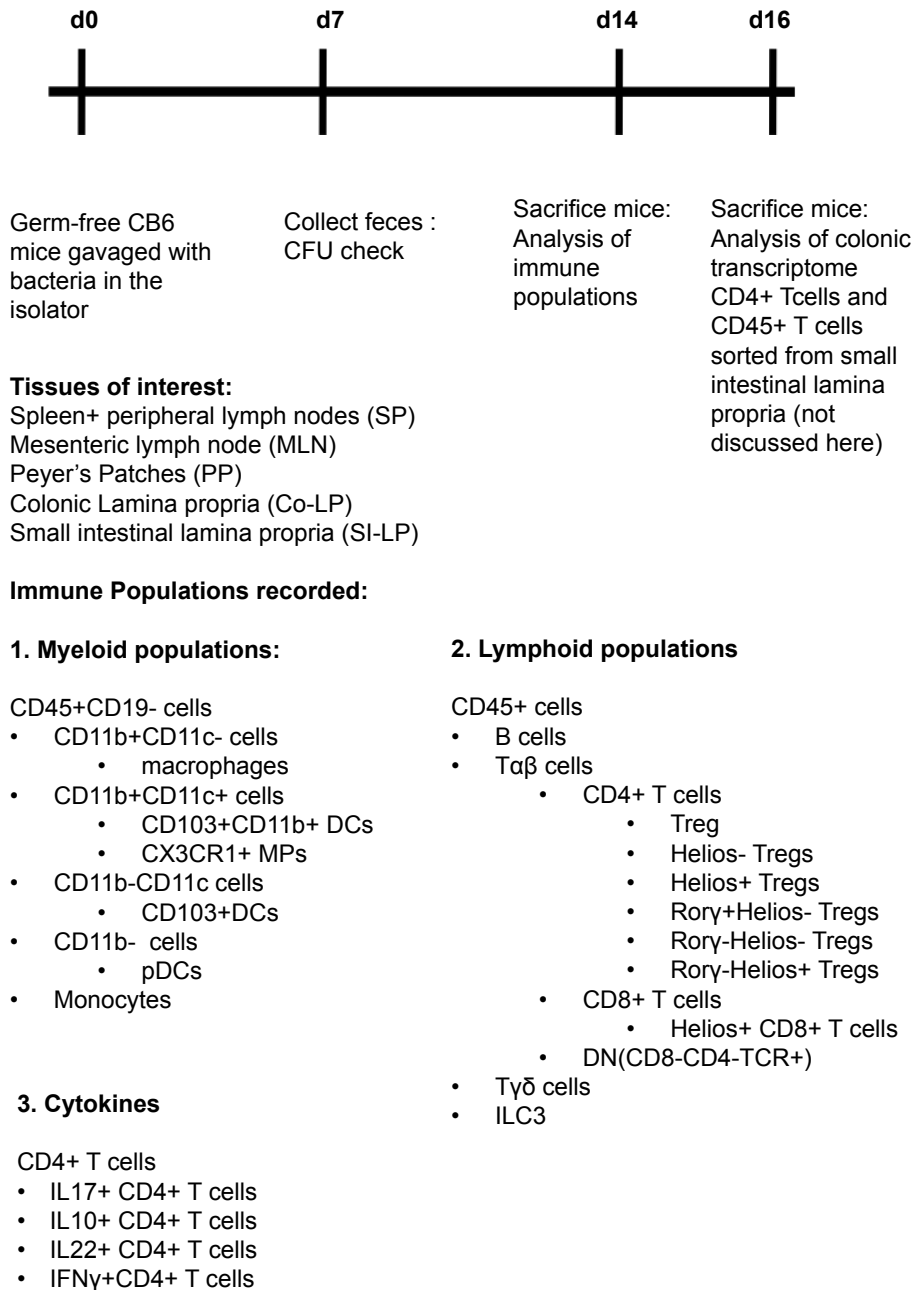 d0
d7
d14
d16
Germ-free CB6
mice gavaged with
bacteria in the
isolator
Collect feces :
CFU check
Sacrifice mice:
Analysis of
immune
populations
Sacrifice mice:
Analysis of colonic
transcriptome
CD4+ Tcells and
CD45+ T cells
sorted from small
intestinal lamina
propria (not
discussed here)
Tissues of interest:
Spleen+ peripheral lymph nodes (SP)
Mesenteric lymph node (MLN)
Peyer's Patches (PP)
Colonic Lamina propria (Co-LP)
Small intestinal lamina propria (SI-LP)
Immune Populations recorded:
1. Myeloid populations:
CD45+CD19- cells
• CD11b+CD11c- cells
• macrophages
• CD11b+CD11c+ cells
• CD103+CD11b+ DCs
• CX3CR1+ MPs
• CD11b-CD11c cells
• CD103+DCs
• CD11b- cells
• pDCs
• Monocytes
2. Lymphoid populations
CD45+ cells
• B cells
• Tαβ cells
• CD4+ T cells
• Treg
• Helios- Tregs
• Helios+ Tregs
• Rorγ+Helios- Tregs
• Rorγ-Helios- Tregs
• Rorγ-Helios+ Tregs
• CD8+ T cells
• Helios+ CD8+ T cells
• DN(CD8-CD4-TCR+)
• Tγδ cells
• ILC3
3. Cytokines
CD4+ T cells
• IL17+ CD4+ T cells
• IL10+ CD4+ T cells
• IL22+ CD4+ T cells
• IFNγ+CD4+ T cells